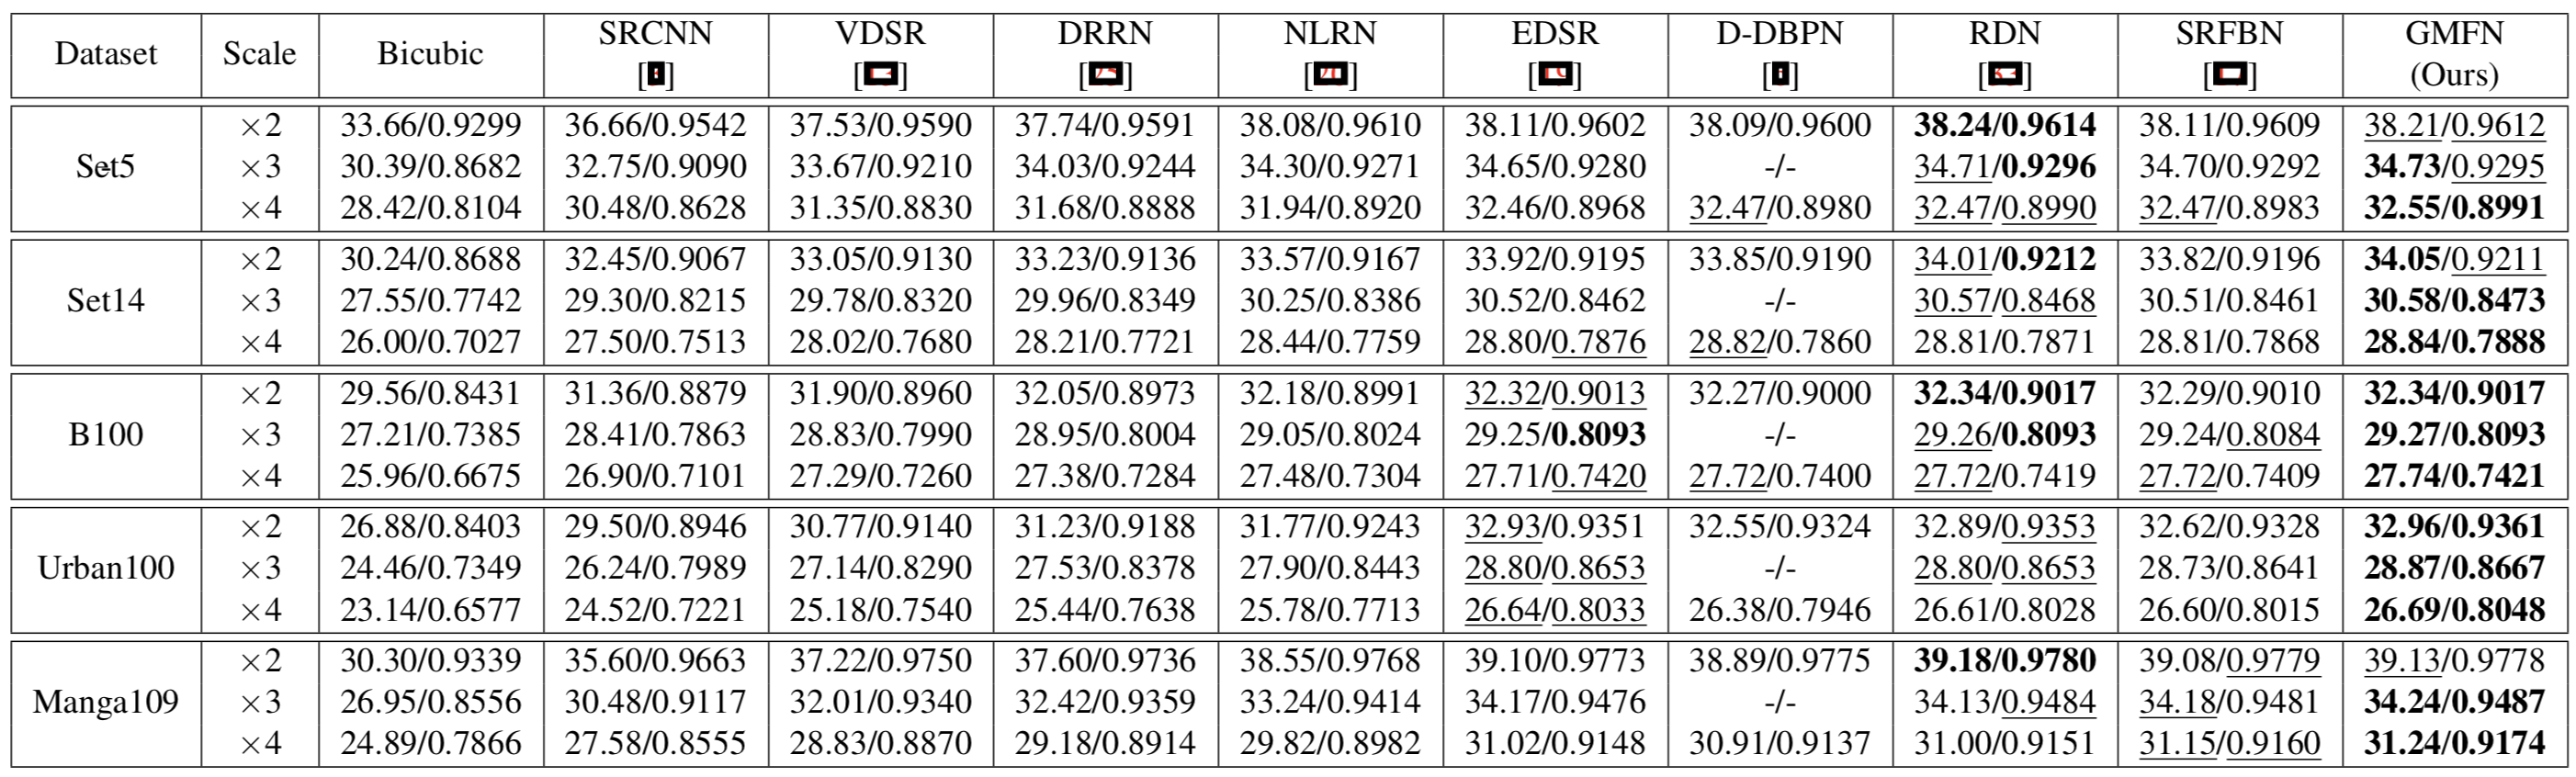 Dataset Scale Bicubic SRCNN VDSR DRRN NLRN EDSR D-DBPN RDN SRFBN GMFN
[ ] [ ] [ ] [ ] [ ] [ ] [ ] [ ] (Ours)
Set5 ×2 33.66/0.9299 36.66/0.9542 37.53/0.9590 37.74/0.9591 38.08/0.9610 38.11/0.9602 38.09/0.9600 38.24/0.9614 38.11/0.9609 38.21/0.9612
×3 30.39/0.8682 32.75/0.9090 33.67/0.9210 34.03/0.9244 34.30/0.9271 34.65/0.9280 -/- 34.71/0.9296 34.70/0.9292 34.73/0.9295
×4 28.42/0.8104 30.48/0.8628 31.35/0.8830 31.68/0.8888 31.94/0.8920 32.46/0.8968 32.47/0.8980 32.47/0.8990 32.47/0.8983 32.55/0.8991
Set14 ×2 30.24/0.8688 32.45/0.9067 33.05/0.9130 33.23/0.9136 33.57/0.9167 33.92/0.9195 33.85/0.9190 34.01/0.9212 33.82/0.9196 34.05/0.9211
×3 27.55/0.7742 29.30/0.8215 29.78/0.8320 29.96/0.8349 30.25/0.8386 30.52/0.8462 -/- 30.57/0.8468 30.51/0.8461 30.58/0.8473
×4 26.00/0.7027 27.50/0.7513 28.02/0.7680 28.21/0.7721 28.44/0.7759 28.80/0.7876 28.82/0.7860 28.81/0.7871 28.81/0.7868 28.84/0.7888
B100 ×2 29.56/0.8431 31.36/0.8879 31.90/0.8960 32.05/0.8973 32.18/0.8991 32.32/0.9013 32.27/0.9000 32.34/0.9017 32.29/0.9010 32.34/0.9017
×3 27.21/0.7385 28.41/0.7863 28.83/0.7990 28.95/0.8004 29.05/0.8024 29.25/0.8093 -/- 29.26/0.8093 29.24/0.8084 29.27/0.8093
×4 25.96/0.6675 26.90/0.7101 27.29/0.7260 27.38/0.7284 27.48/0.7304 27.71/0.7420 27.72/0.7400 27.72/0.7419 27.72/0.7409 27.74/0.7421
Urban100 ×2 26.88/0.8403 29.50/0.8946 30.77/0.9140 31.23/0.9188 31.77/0.9243 32.93/0.9351 32.55/0.9324 32.89/0.9353 32.62/0.9328 32.96/0.9361
×3 24.46/0.7349 26.24/0.7989 27.14/0.8290 27.53/0.8378 27.90/0.8443 28.80/0.8653 -/- 28.80/0.8653 28.73/0.8641 28.87/0.8667
×4 23.14/0.6577 24.52/0.7221 25.18/0.7540 25.44/0.7638 25.78/0.7713 26.64/0.8033 26.38/0.7946 26.61/0.8028 26.60/0.8015 26.69/0.8048
Manga109 ×2 30.30/0.9339 35.60/0.9663 37.22/0.9750 37.60/0.9736 38.55/0.9768 39.10/0.9773 38.89/0.9775 39.18/0.9780 39.08/0.9779 39.13/0.9778
×3 26.95/0.8556 30.48/0.9117 32.01/0.9340 32.42/0.9359 33.24/0.9414 34.17/0.9476 -/- 34.13/0.9484 34.18/0.9481 34.24/0.9487
×4 24.89/0.7866 27.58/0.8555 28.83/0.8870 29.18/0.8914 29.82/0.8982 31.02/0.9148 30.91/0.9137 31.00/0.9151 31.15/0.9160 31.24/0.9174